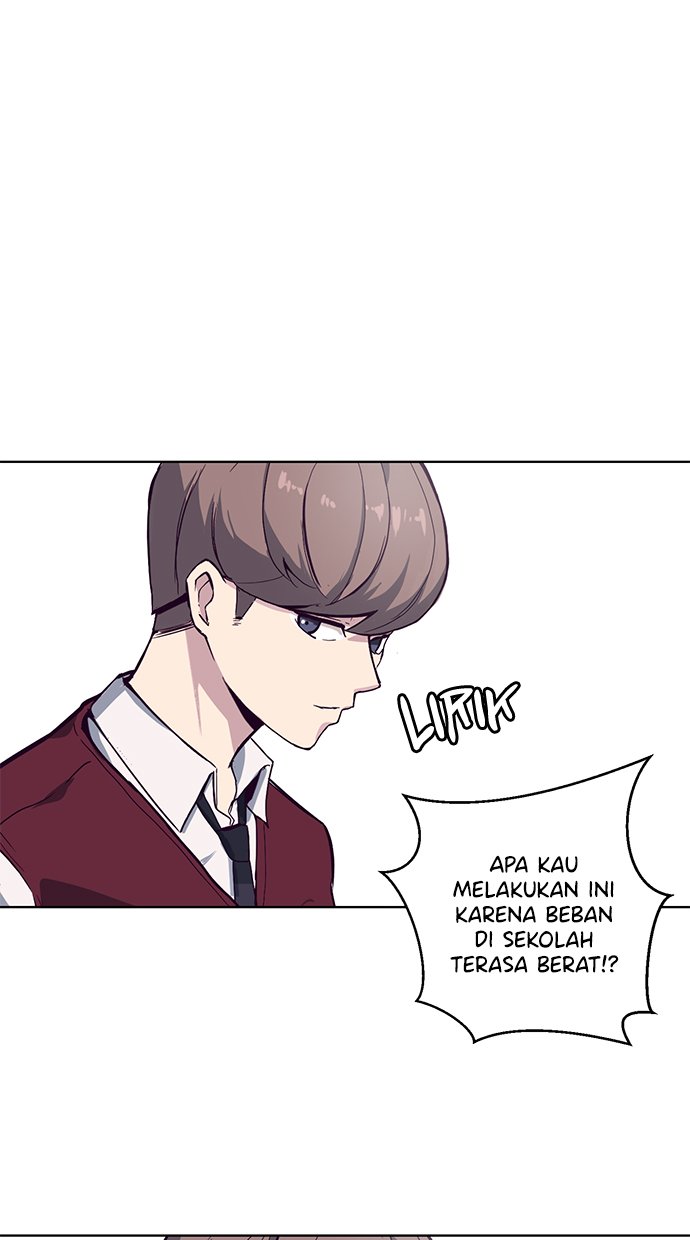 LIRIK
APA KAU
MELAKUKAN INI
KARENA BEBAN
DI SEKOLAH
TERASA BERAT!?